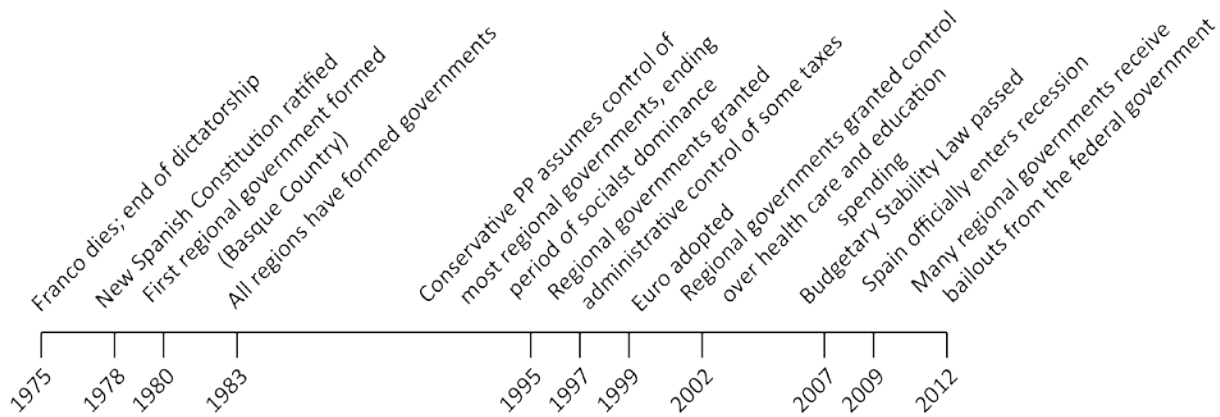 Franco dies; end of dictatorship
New Spanish Constitution ratified
First regional government formed
(Basque Country)
All regions have formed governments
Conservative PP assumes control of
most regional governments, ending
period of socialst dominance
Regional governments granted
administrative control of some taxes
Euro adopted
Regional governments granted control
over health care and education
spending
Budgetary Stability Law passed
Spain officially enters recession
Many regional governments receive
bailouts from the federal government
1975
1978
1980
1983
1995
1997
1999
2002
2007
2009
2012